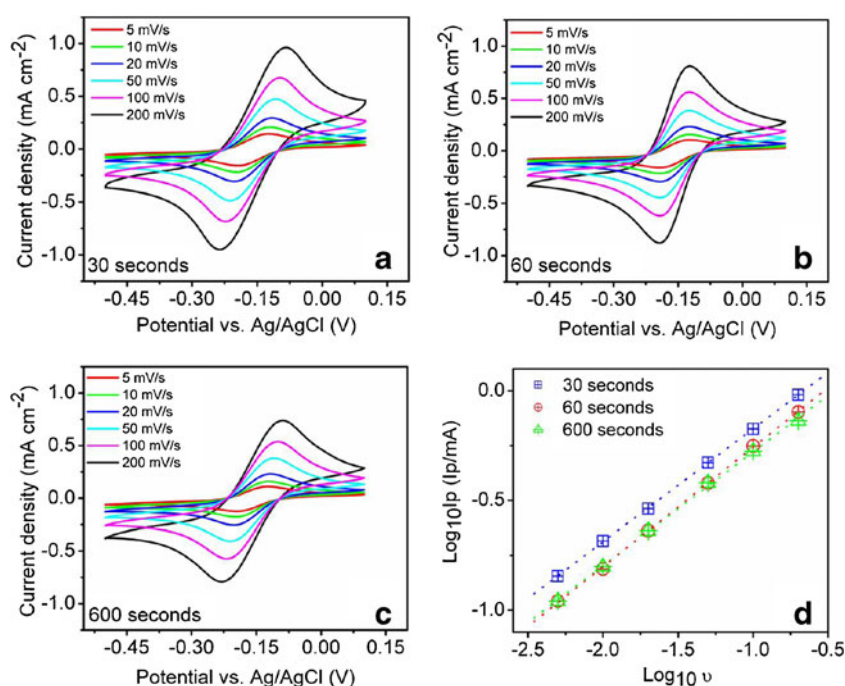 1.0
0.5
0.0
-0.5
-1.0
Current density (mA cm⁻²)
5 mV/s
10 mV/s
20 mV/s
50 mV/s
100 mV/s
200 mV/s
30 seconds
a
-0.45 -0.30 -0.15 0.00 0.15
Potential vs. Ag/AgCl (V)
1.0
0.5
0.0
-0.5
-1.0
Current density (mA cm⁻²)
5 mV/s
10 mV/s
20 mV/s
50 mV/s
100 mV/s
200 mV/s
60 seconds
b
-0.45 -0.30 -0.15 0.00 0.15
Potential vs. Ag/AgCl (V)
1.0
0.5
0.0
-0.5
-1.0
Current density (mA cm⁻²)
5 mV/s
10 mV/s
20 mV/s
50 mV/s
100 mV/s
200 mV/s
600 seconds
c
-0.45 -0.30 -0.15 0.00 0.15
Potential vs. Ag/AgCl (V)
0.0
-0.5
-1.0
Log₁₀Ip (Ip/mA)
30 seconds
60 seconds
600 seconds
d
-2.5 -2.0 -1.5 -1.0 -0.5
Log₁₀ υ